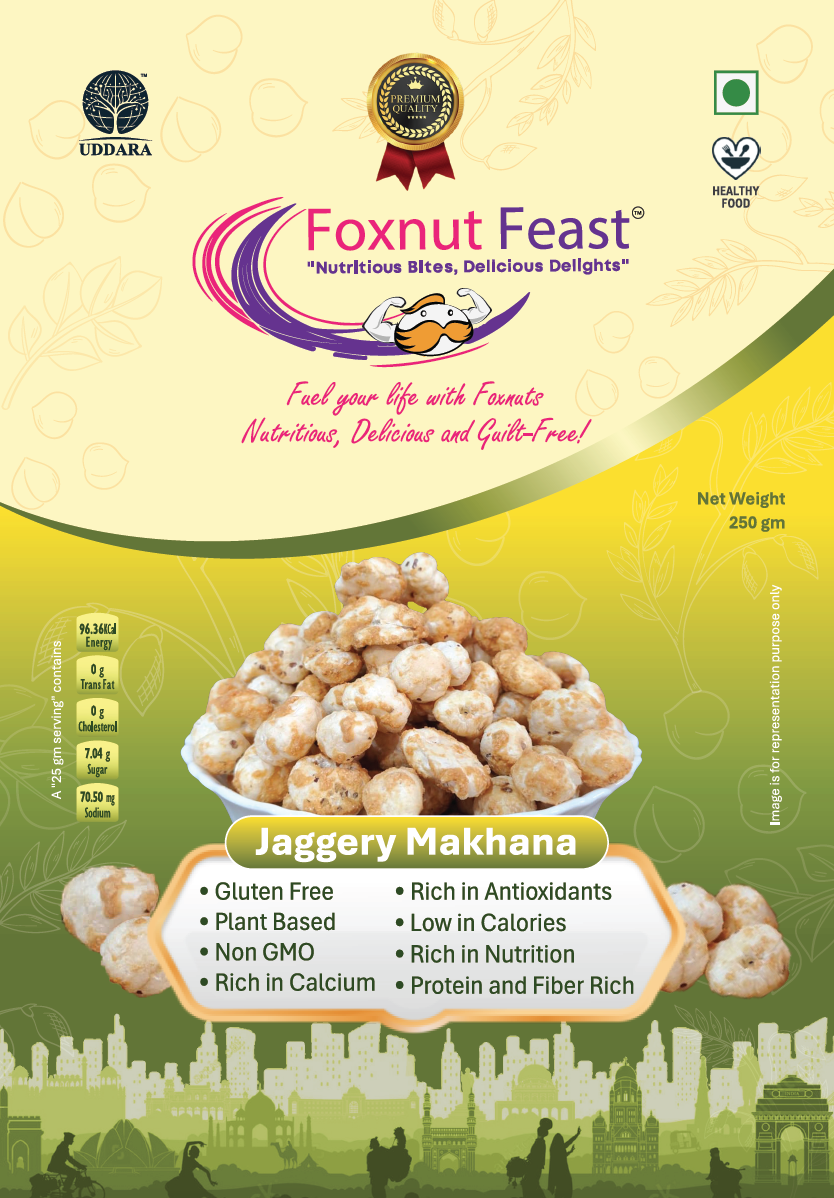 UDDARA
TM
PREMIUM
QUALITY
HEALTHY
FOOD
Foxnut Feast TM
"Nutritious Bites, Delicious Delights"
Fuel your life with Foxnuts
Nutritious, Delicious and Guilt-Free!
Net Weight
250 gm
A "25 gm serving" contains
96.36KCal
Energy
0 g
Trans Fat
0 g
Cholesterol
7.04 g
Sugar
70.50 mg
Sodium
Image is for representation purpose only
Jaggery Makhana
• Gluten Free
• Plant Based
• Non GMO
• Rich in Calcium
• Rich in Antioxidants
• Low in Calories
• Rich in Nutrition
• Protein and Fiber Rich